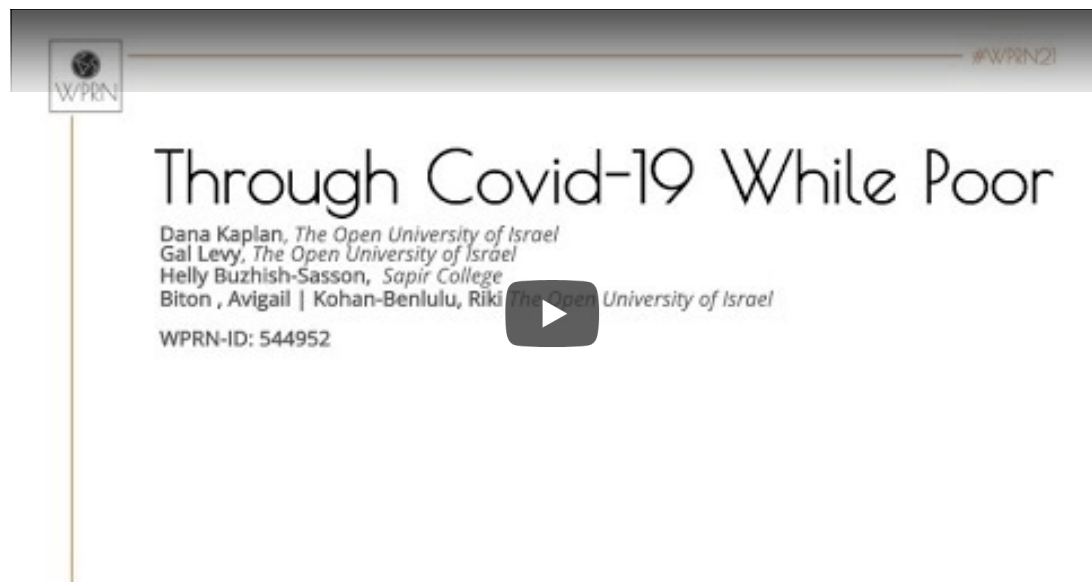 WPRN
#WPRN21
Through Covid-19 While Poor
Dana Kaplan, The Open University of Israel
Gal Levy, The Open University of Israel
Helly Buzhish-Sasson, Sapir College
Biton , Avigail | Kohan-Benlulu, Riki The Open University of Israel
WPRN-ID: 544952